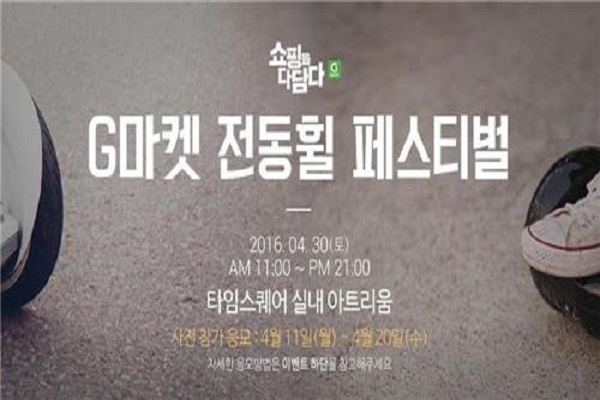 쇼핑을
다담다
G마켓 전동휠 페스티벌
2016. 04. 30(토)
AM 11:00 ~ PM 21:00
타임스퀘어 실내 아트리움
사전 참가 응모 : 4월 11일(월) ~ 4월 20일(수)
자세한 응모방법은 이벤트 하단을 참고해주세요